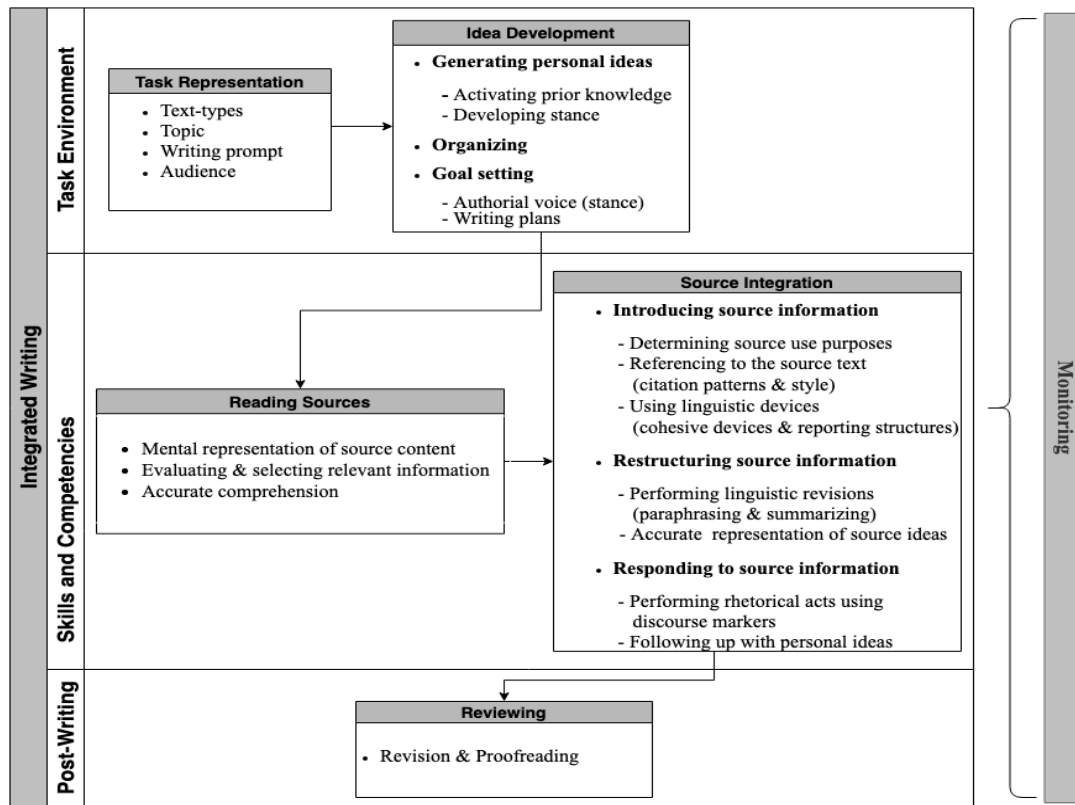 Integrated Writing
Task Environment
Task Representation
• Text-types
• Topic
• Writing prompt
• Audience
Idea Development
• Generating personal ideas
- Activating prior knowledge
- Developing stance
• Organizing
• Goal setting
- Authorial voice (stance)
- Writing plans
Skills and Competencies
Reading Sources
• Mental representation of source content
• Evaluating & selecting relevant information
• Accurate comprehension
Source Integration
• Introducing source information
- Determining source use purposes
- Referencing to the source text
(citation patterns & style)
- Using linguistic devices
(cohesive devices & reporting structures)
• Restructuring source information
- Performing linguistic revisions
(paraphrasing & summarizing)
- Accurate representation of source ideas
• Responding to source information
- Performing rhetorical acts using
discourse markers
- Following up with personal ideas
Post-Writing
Reviewing
• Revision & Proofreading
Monitoring